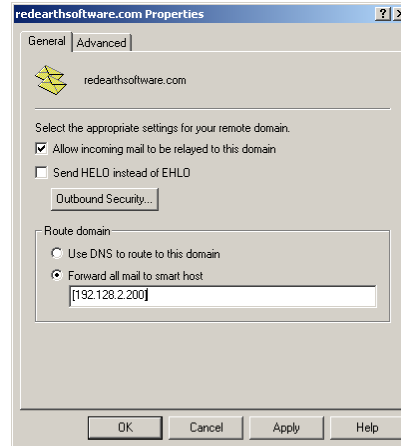 redearthsoftware.com Properties
General Advanced
redearthsoftware.com
Select the appropriate settings for your remote domain.
Allow incoming mail to be relayed to this domain
Send HELO instead of EHLO
Outbound Security...
Route domain
Use DNS to route to this domain
Forward all mail to smart host
[192.128.2.200]
OK Cancel Apply Help